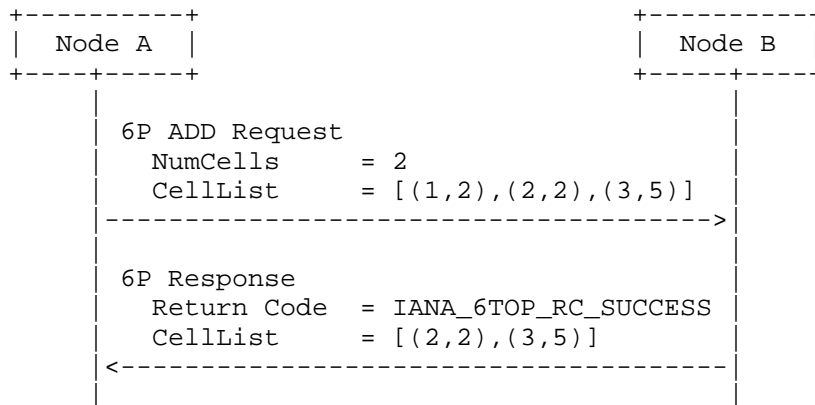 Node A Node B
6P ADD Request
NumCells = 2
CellList = [(1,2),(2,2),(3,5)]
6P Response
Return Code = IANA_6TOP_RC_SUCCESS
CellList = [(2,2),(3,5)]